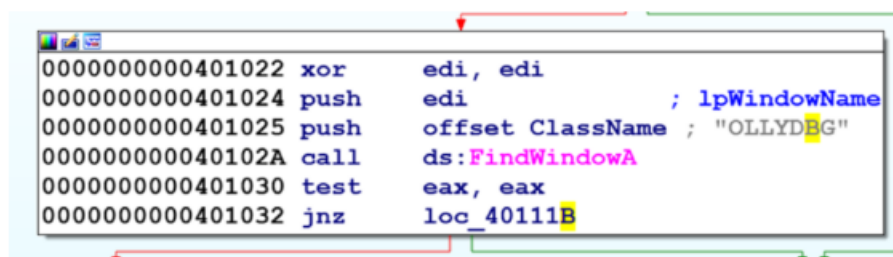 0000000000401022 xor edi, edi
0000000000401024 push edi ; lpWindowName
0000000000401025 push offset ClassName ; "OLLYDBG"
000000000040102A call ds:FindWindowA
0000000000401030 test eax, eax
0000000000401032 jnz loc_40111B